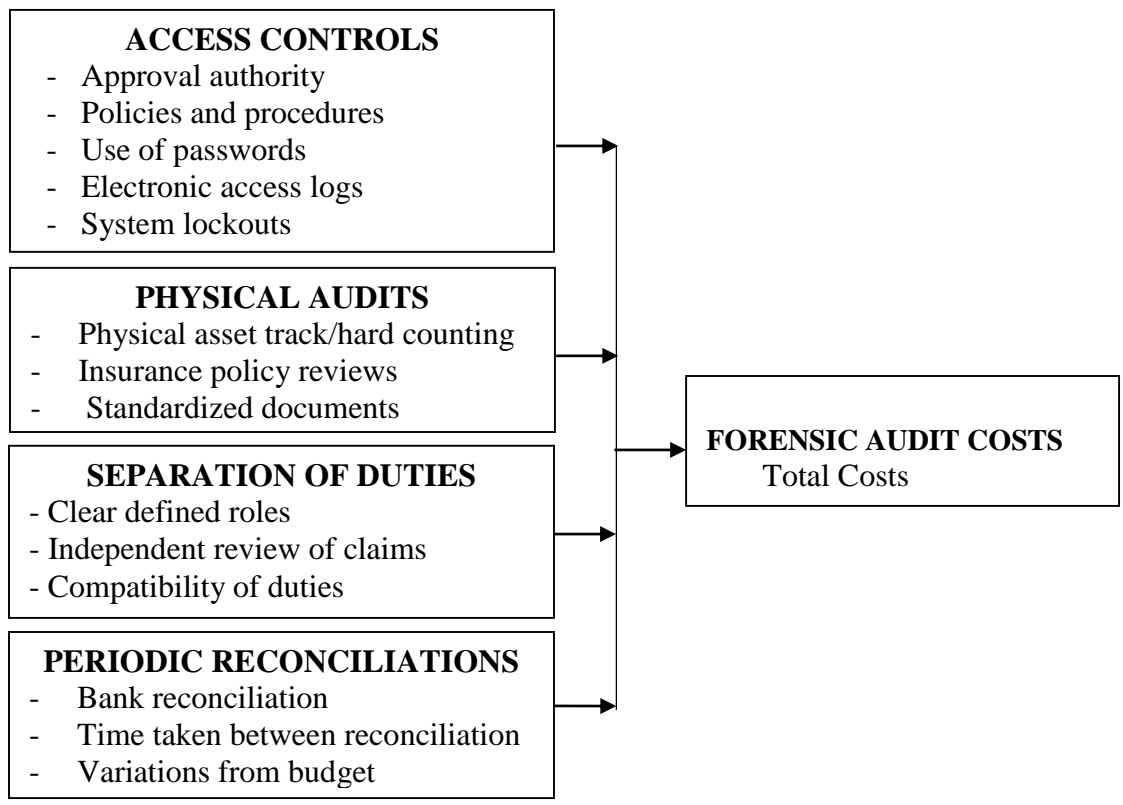 ACCESS CONTROLS
- Approval authority
- Policies and procedures
- Use of passwords
- Electronic access logs
- System lockouts
PHYSICAL AUDITS
- Physical asset track/hard counting
- Insurance policy reviews
- Standardized documents
SEPARATION OF DUTIES
- Clear defined roles
- Independent review of claims
- Compatibility of duties
PERIODIC RECONCILIATIONS
- Bank reconciliation
- Time taken between reconciliation
- Variations from budget
FORENSIC AUDIT COSTS
Total Costs